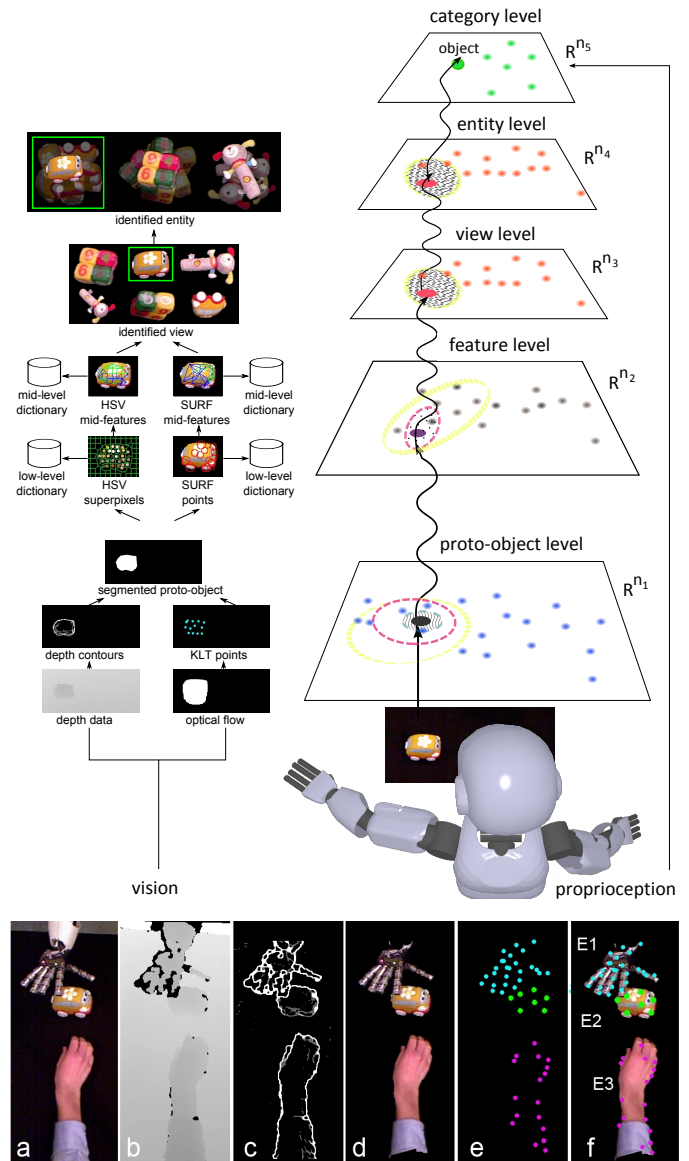 category level
object
R^n5
entity level
R^n4
identified entity
view level
R^n3
identified view
feature level
R^n2
mid-level
dictionary
HSV
mid-features
SURF
mid-features
mid-level
dictionary
low-level
dictionary
HSV
superpixels
SURF
points
low-level
dictionary
proto-object level
R^n1
segmented proto-object
depth contours
KLT points
depth data
optical flow
vision
proprioception
a
b
c
d
e
f
E1
E2
E3